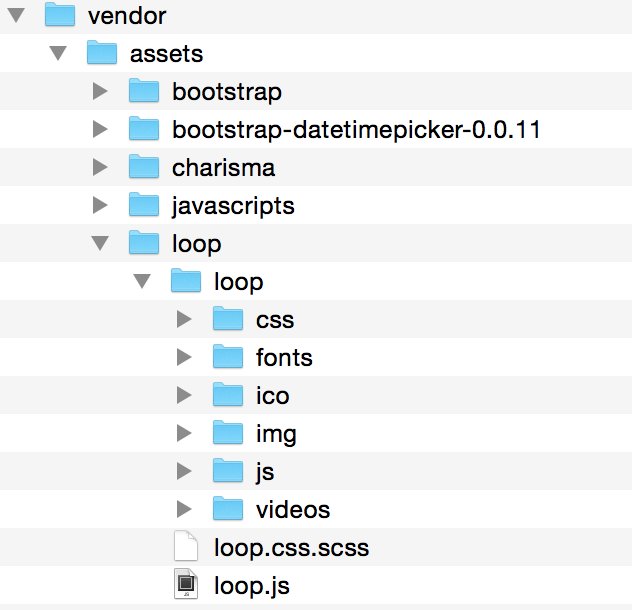 vendor
assets
bootstrap
bootstrap-datetimepicker-0.0.11
charisma
javascripts
loop
loop
css
fonts
ico
img
js
videos
loop.css.scss
JS
loop.js